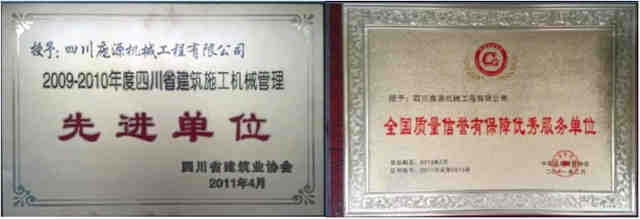 授予：四川庞源机械工程有限公司
2009-2010年度四川省建筑施工机械管理
先进单位
四川省建筑业协会
2011年4月
授予：四川庞源机械工程有限公司
全国质量信誉有保障优秀服务单位